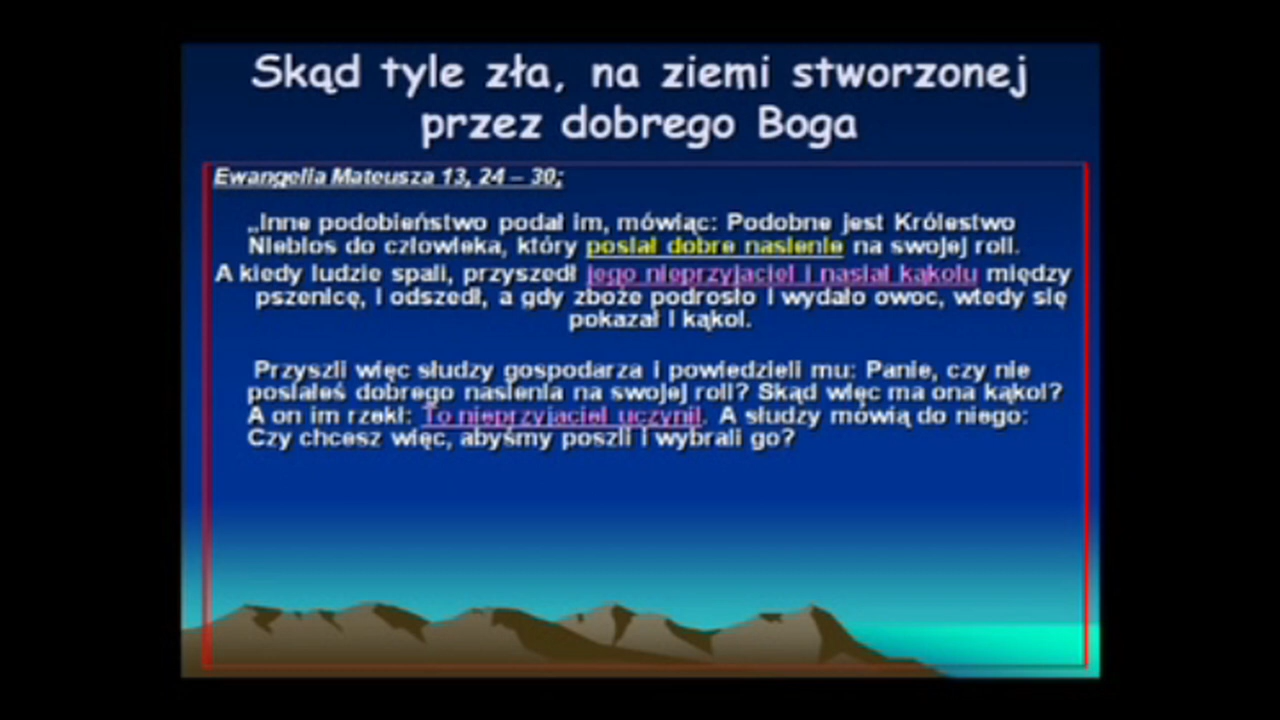 Skąd tyle zła, na ziemi stworzonej
przez dobrego Boga
Ewangelia Mateusza 13, 24 – 30;
„Inne podobieństwo podał im, mówiąc: Podobne jest Królestwo
Niebios do człowieka, który posiał dobre nasienie na swojej roli.
A kiedy ludzie spali, przyszedł jego nieprzyjaciel i nasiał kąkolu między
pszenicę, i odszedł, a gdy zboże podrosło i wydało owoc, wtedy się
pokazał i kąkol.
Przyszli więc słudzy gospodarza i powiedzieli mu: Panie, czy nie
posiałeś dobrego nasienia na swojej roli? Skąd więc ma ona kąkol?
A on im rzekł: To nieprzyjaciel uczynił. A słudzy mówią do niego:
Czy chcesz więc, abyśmy poszli i wybrali go?